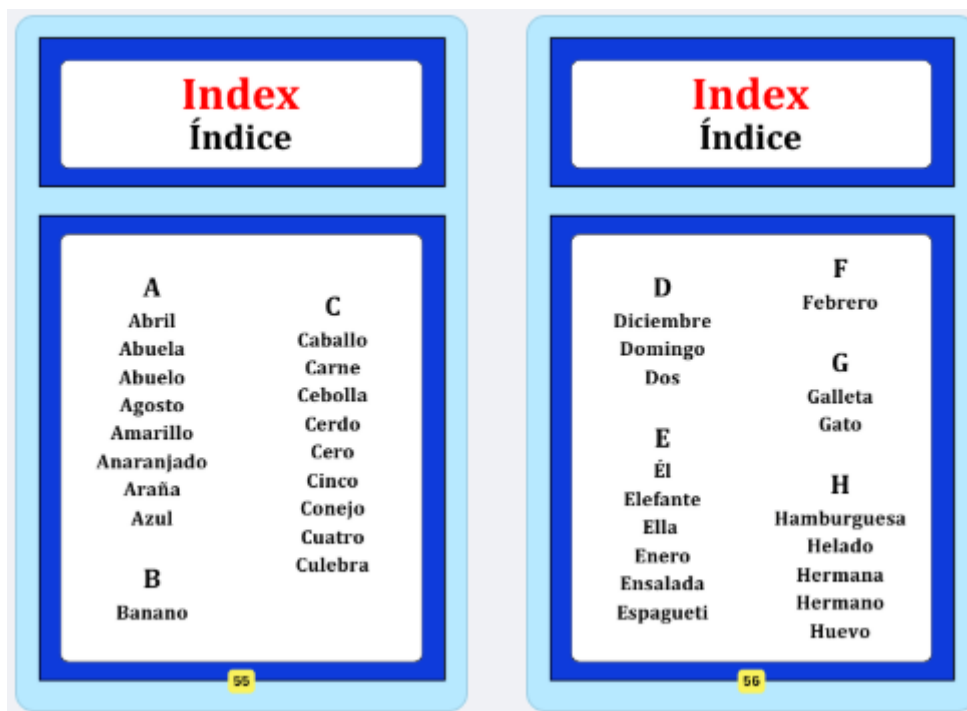 Index
Índice
A
Abril
Abuela
Abuelo
Agosto
Amarillo
Anaranjado
Araña
Azul
B
Banano
C
Caballo
Carne
Cebolla
Cerdo
Cero
Cinco
Conejo
Cuatro
Culebra
55
Index
Índice
D
Diciembre
Domingo
Dos
E
Él
Elefante
Ella
Enero
Ensalada
Espagueti
F
Febrero
G
Galleta
Gato
H
Hamburguesa
Helado
Hermana
Hermano
Huevo
56